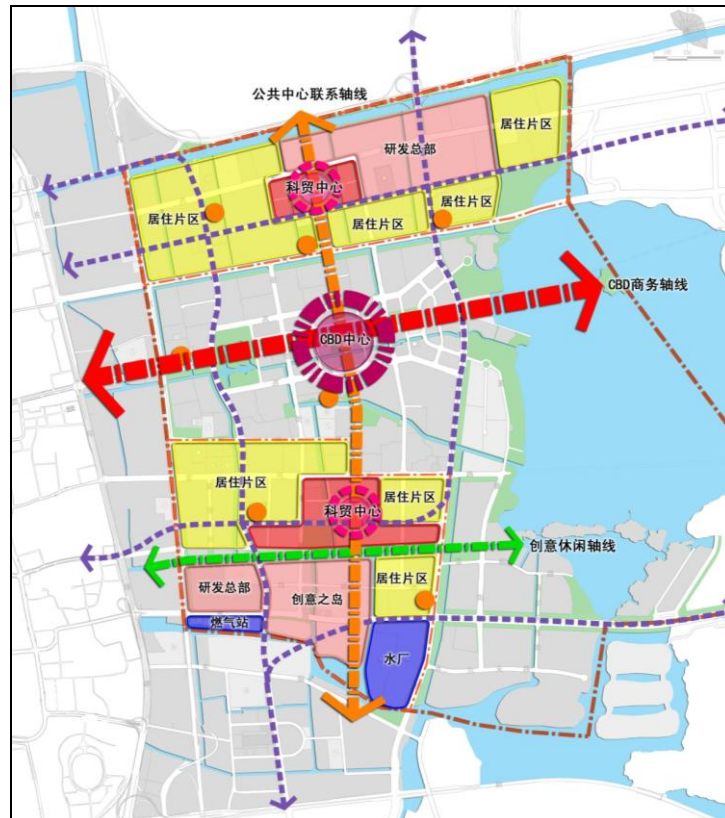 公共中心联系轴线
居住片区
研发总部
科贸中心
居住片区
居住片区
居住片区
CBD商务轴线
CBD中心
居住片区
居住片区
科贸中心
创意休闲轴线
居住片区
研发总部
创意之岛
燃气站
水厂